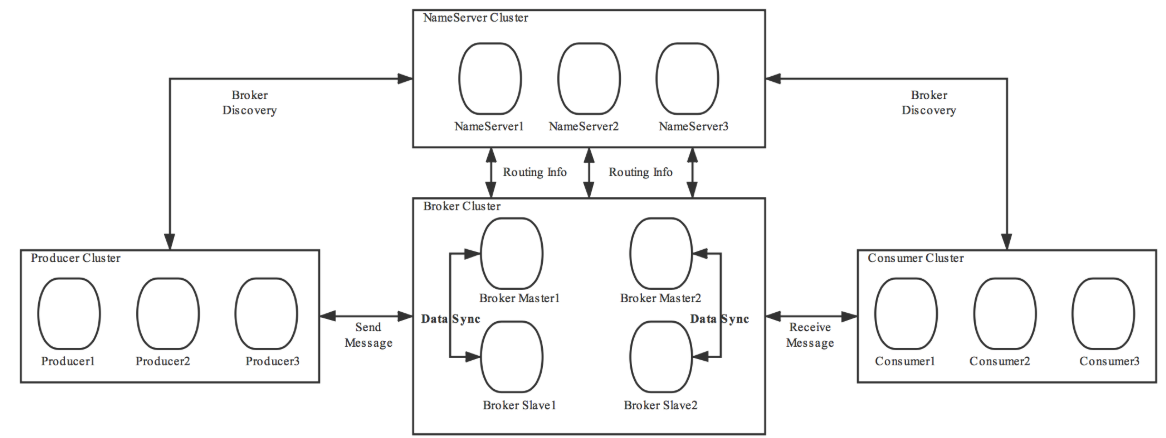 NameServer Cluster
NameServer1
NameServer2
NameServer3
Broker
Discovery
Broker
Discovery
Routing Info
Routing Info
Broker Cluster
Broker Master1
Broker Master2
Data Sync
Data Sync
Broker Slave1
Broker Slave2
Producer Cluster
Producer1
Producer2
Producer3
Send
Message
Receive
Message
Consumer Cluster
Consumer1
Consumer2
Consumer3